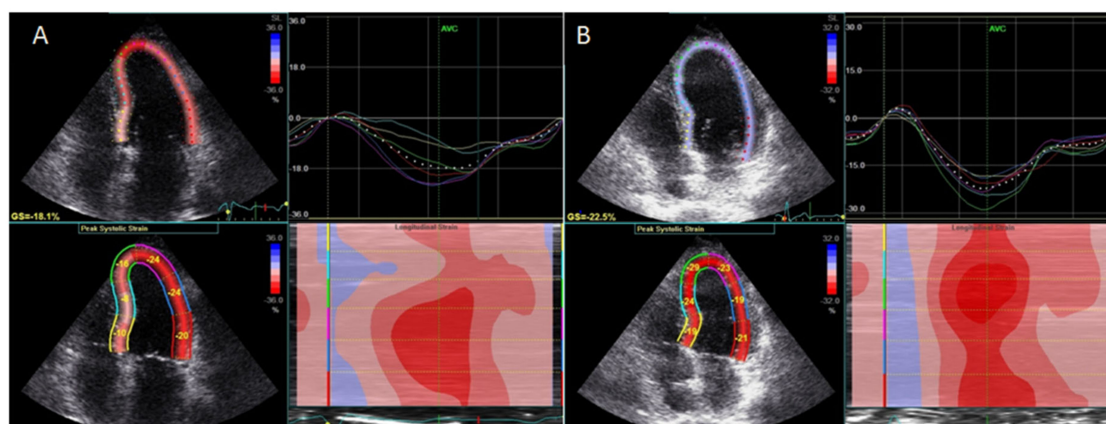 A
SL
36.0
-36.0
%
GS=-18.1%
36.0
18.0
0.0
-18.0
36.0
AVC
Peak Systolic Strain
36.0
-36.0
%
-16
-24
-24
-10
-20
Longitudinal Strain
B
SL
32.0
-32.0
%
GS=-22.5%
30.0
15.0
0.0
-15.0
-30.0
AVC
Peak Systolic Strain
32.0
-32.0
%
-29
-23
-24
-19
-19
-21
Longitudinal Strain